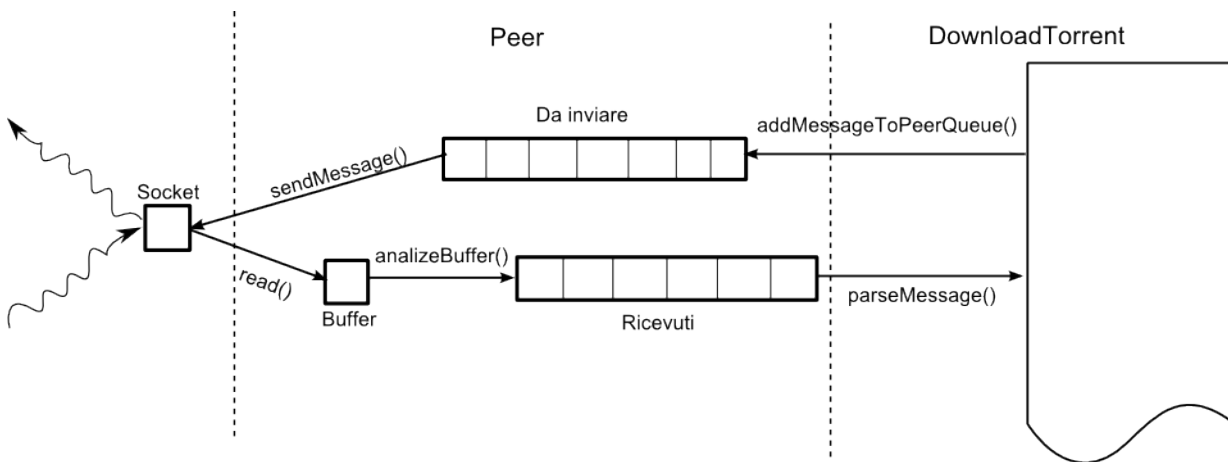 Peer
DownloadTorrent
Da inviare
addMessageToPeerQueue()
sendMessage()
Socket
read()
analizeBuffer()
Buffer
Ricevuti
parseMessage()